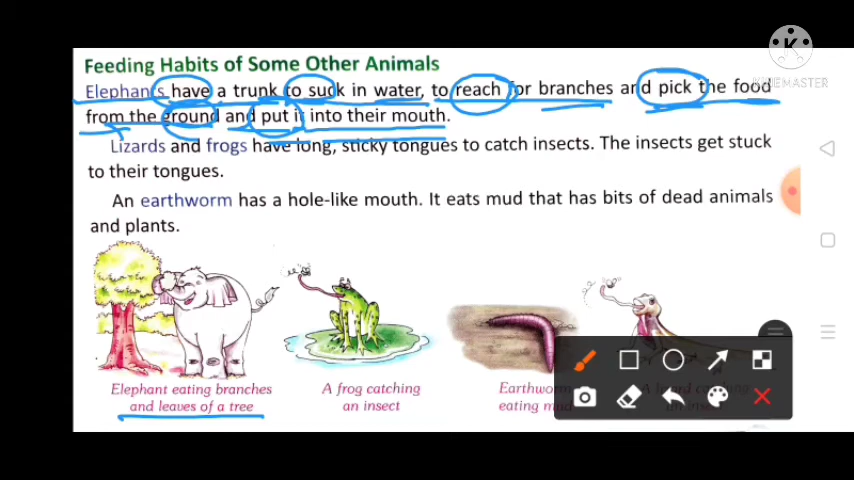 Feeding Habits of Some Other Animals
Elephants have a trunk to suck in water, to reach for branches and pick the food
from the ground and put it into their mouth.
Lizards and frogs have long, sticky tongues to catch insects. The insects get stuck
to their tongues.
An earthworm has a hole-like mouth. It eats mud that has bits of dead animals
and plants.
Elephant eating branches
and leaves of a tree
A frog catching
an insect
Earthworm
eating mud
A lizard catching
an insect
KINEMASTER